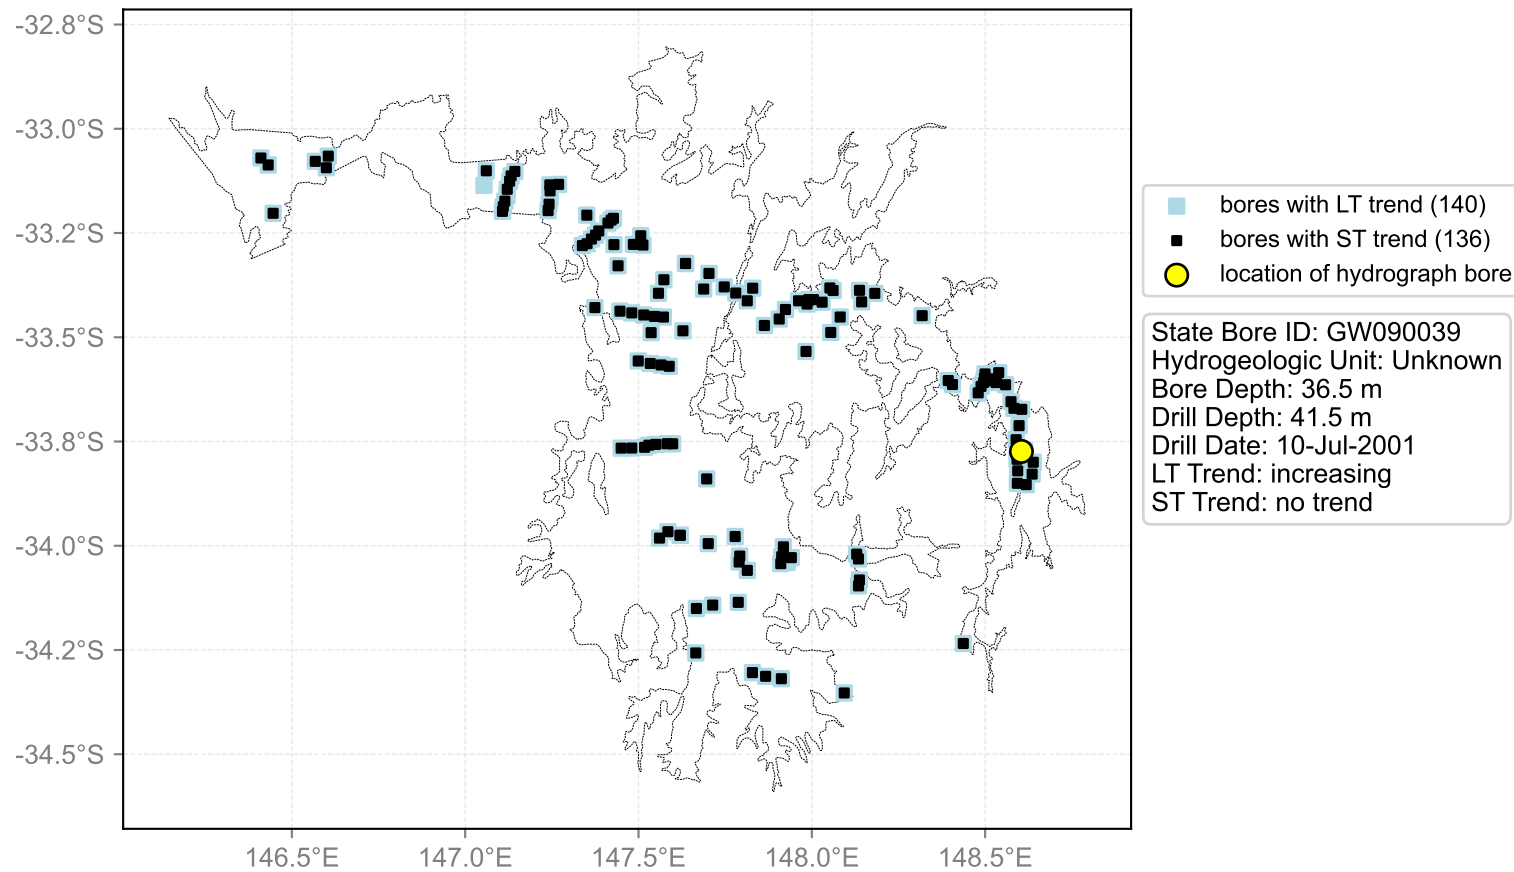 -32.8°S
-33.0°S
-33.2°S
-33.5°S
-33.8°S
-34.0°S
-34.2°S
-34.5°S
146.5°E 147.0°E 147.5°E 148.0°E 148.5°E
bores with LT trend (140)
bores with ST trend (136)
location of hydrograph bore
State Bore ID: GW090039
Hydrogeologic Unit: Unknown
Bore Depth: 36.5 m
Drill Depth: 41.5 m
Drill Date: 10-Jul-2001
LT Trend: increasing
ST Trend: no trend